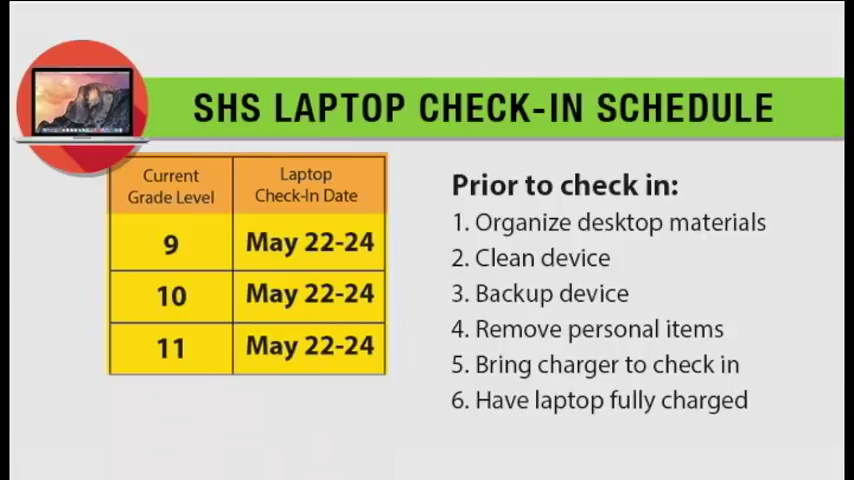 SHS LAPTOP CHECK-IN SCHEDULE
Current Grade Level
Laptop Check-In Date
9 May 22-24
10 May 22-24
11 May 22-24
Prior to check in:
1. Organize desktop materials
2. Clean device
3. Backup device
4. Remove personal items
5. Bring charger to check in
6. Have laptop fully charged